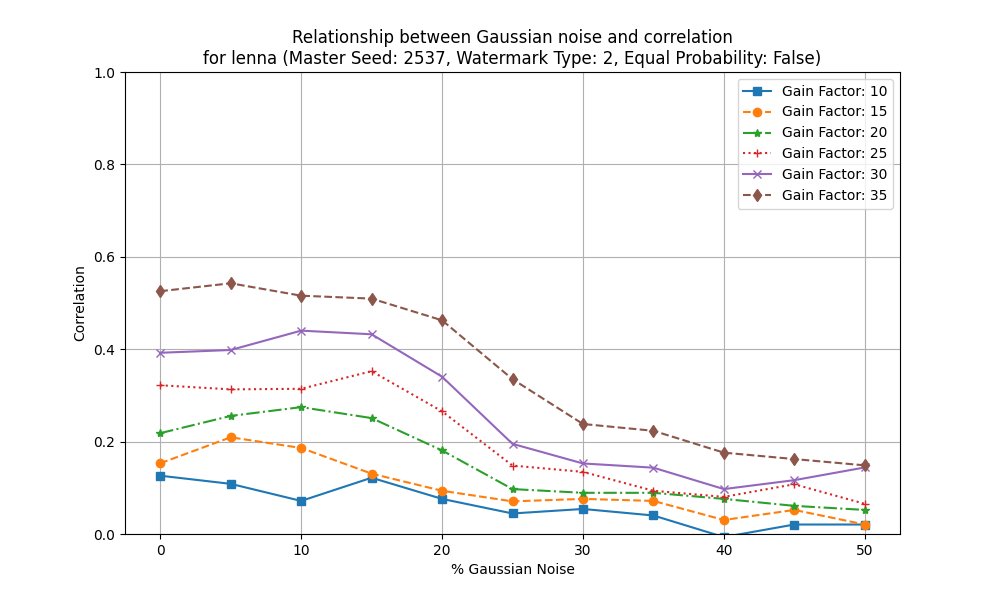 Relationship between Gaussian noise and correlation
for lenna (Master Seed: 2537, Watermark Type: 2, Equal Probability: False)
1.0
0.8
0.6
0.4
0.2
0.0
Correlation
Gain Factor: 10
Gain Factor: 15
Gain Factor: 20
Gain Factor: 25
Gain Factor: 30
Gain Factor: 35
0 10 20 30 40 50
% Gaussian Noise